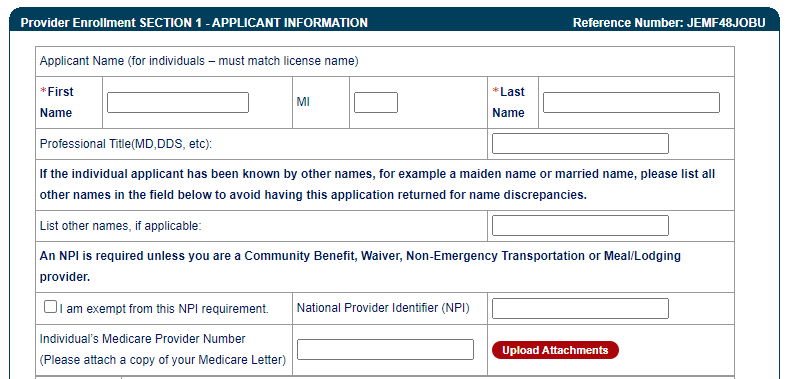 Provider Enrollment SECTION 1 - APPLICANT INFORMATION Reference Number: JEMF48JOBU
Applicant Name (for individuals – must match license name)
*First Name MI *Last Name
Professional Title(MD,DDS, etc):
If the individual applicant has been known by other names, for example a maiden name or married name, please list all
other names in the field below to avoid having this application returned for name discrepancies.
List other names, if applicable:
An NPI is required unless you are a Community Benefit, Waiver, Non-Emergency Transportation or Meal/Lodging
provider.
I am exempt from this NPI requirement. National Provider Identifier (NPI)
Individual's Medicare Provider Number
(Please attach a copy of your Medicare Letter) Upload Attachments